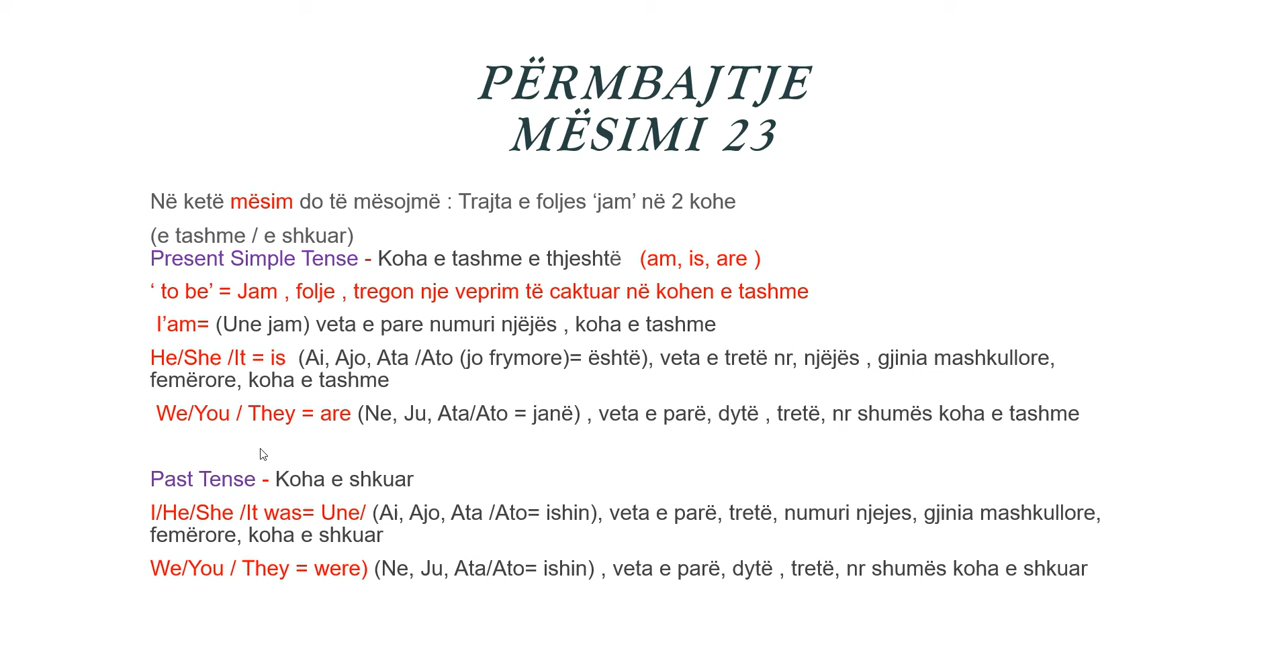 PËRMBAJTJE
MËSIMI 23
Në ketë mësim do të mësojmë : Trajta e foljes ‘jam’ në 2 kohe
(e tashme / e shkuar)
Present Simple Tense - Koha e tashme e thjeshtë (am, is, are )
‘ to be’ = Jam , folje , tregon nje veprim të caktuar në kohen e tashme
I’am= (Une jam) veta e pare numuri njëjës , koha e tashme
He/She /It = is (Ai, Ajo, Ata /Ato (jo frymore)= është), veta e tretë nr, njëjës , gjinia mashkullore,
femërore, koha e tashme
We/You / They = are (Ne, Ju, Ata/Ato = janë) , veta e parë, dytë , tretë, nr shumës koha e tashme
Past Tense - Koha e shkuar
I/He/She /It was= Une/ (Ai, Ajo, Ata /Ato= ishin), veta e parë, tretë, numuri njejes, gjinia mashkullore,
femërore, koha e shkuar
We/You / They = were) (Ne, Ju, Ata/Ato= ishin) , veta e parë, dytë , tretë, nr shumës koha e shkuar